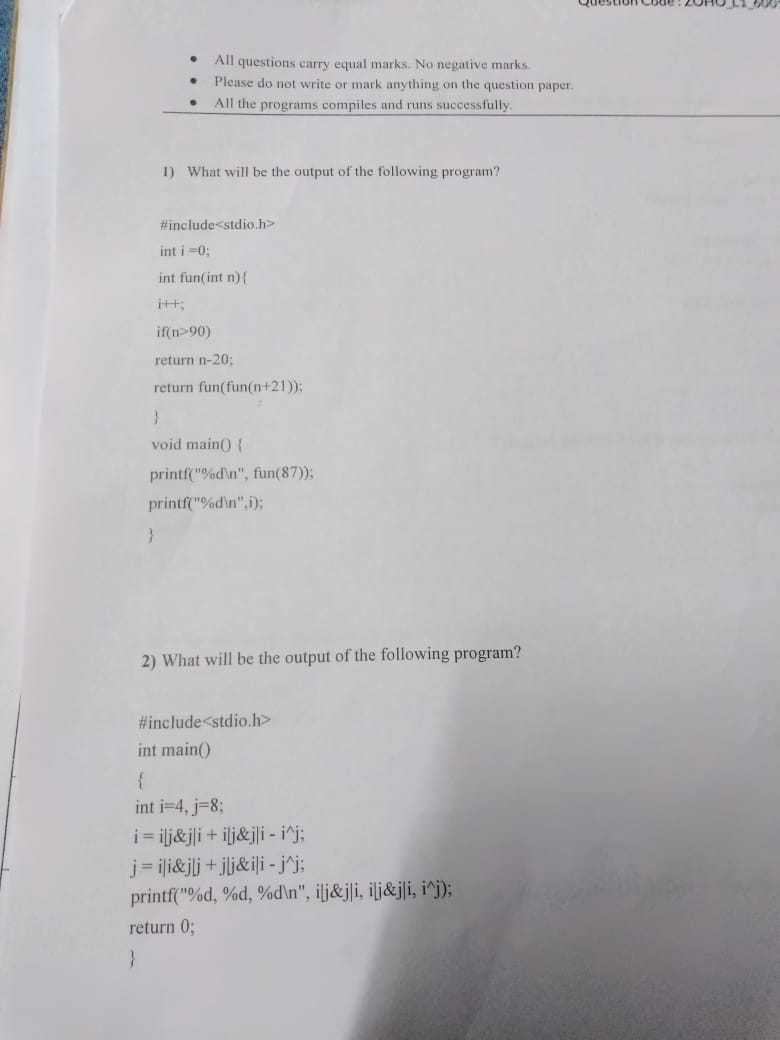 Question Code : ZOHO_L1_606
• All questions carry equal marks. No negative marks.
• Please do not write or mark anything on the question paper.
• All the programs compiles and runs successfully.
1) What will be the output of the following program?
#include<stdio.h>
int i =0;
int fun(int n){
i++;
if(n>90)
return n-20;
return fun(fun(n+21));
}
void main() {
printf("%d\n", fun(87));
printf("%d\n",i);
}
2) What will be the output of the following program?
#include<stdio.h>
int main()
{
int i=4, j=8;
i = i|j&j|i + i|j&j|i - i^j;
j = i|i&j|j + j|j&i|i - j^j;
printf("%d, %d, %d\n", i|j&j|i, i|j&j|i, i^j);
return 0;
}